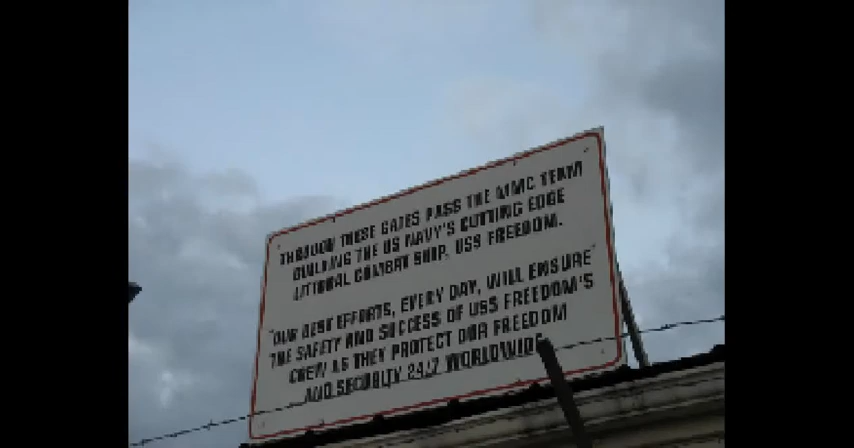 THROUGH THESE GATES PASS THE MMC TEAM
BUILDING THE US NAVY'S CUTTING EDGE
LITTORAL COMBAT SHIP, USS FREEDOM.
"OUR BEST EFFORTS, EVERY DAY, WILL ENSURE
THE SAFETY AND SUCCESS OF USS FREEDOM'S
CREW AS THEY PROTECT OUR FREEDOM
AND SECURITY 24/7 WORLDWIDE